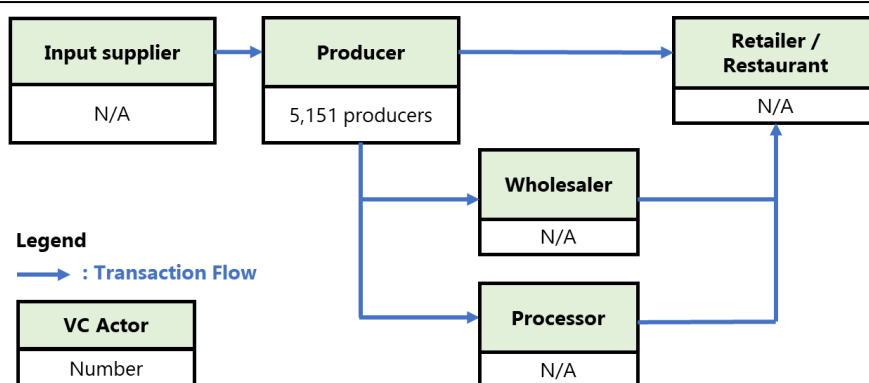 Input supplier
N/A
Producer
5,151 producers
Retailer /
Restaurant
N/A
Wholesaler
N/A
Processor
N/A
Legend
: Transaction Flow
VC Actor
Number